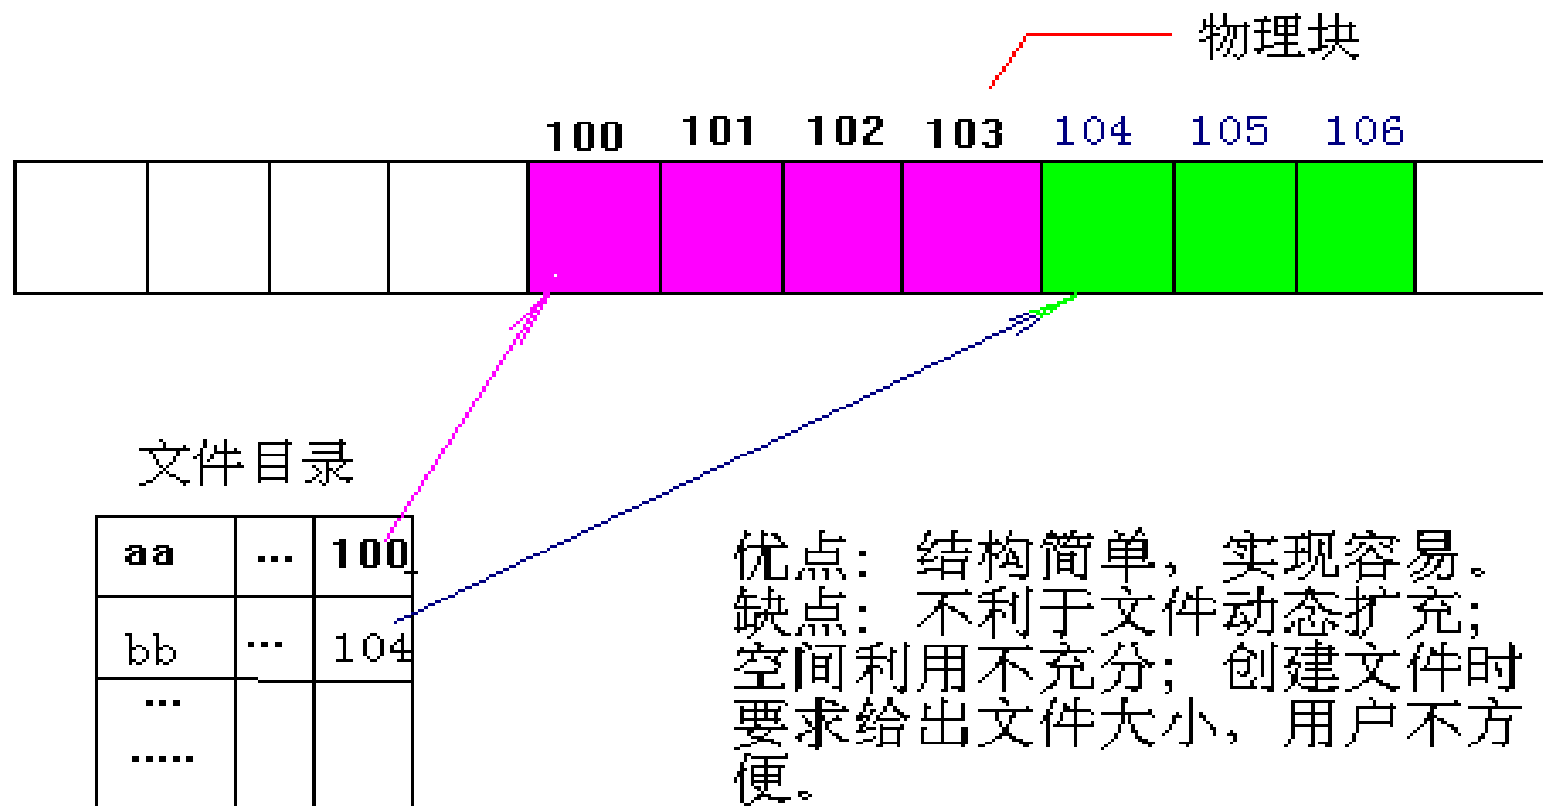 物理块
100 101 102 103 104 105 106
文件目录
aa ... 100
bb ... 104
...
.....
优点：结构简单，实现容易。
缺点：不利于文件动态扩充；
空间利用不充分；创建文件时
要求给出文件大小，用户不方
便。